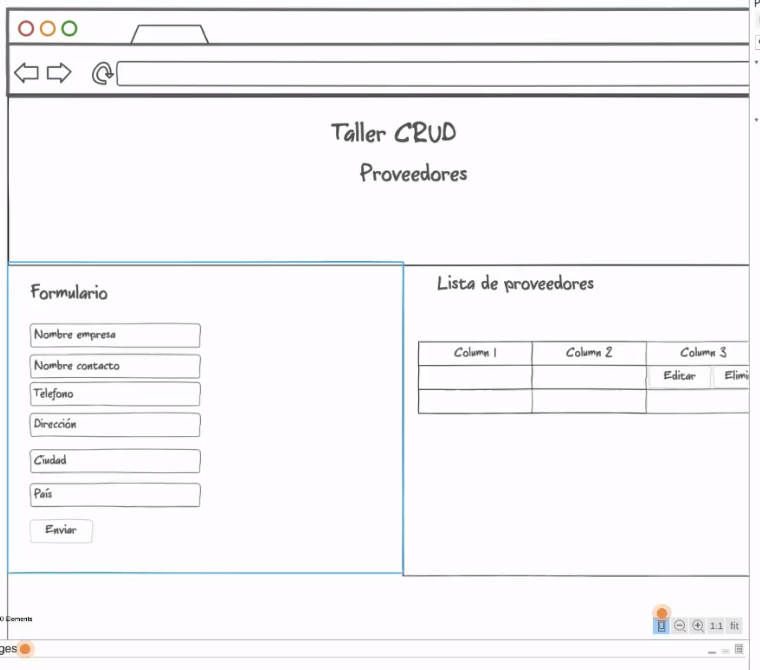 Taller CRUD
Proveedores
Formulario
Nombre empresa
Nombre contacto
Telefono
Dirección
Ciudad
País
Enviar
Lista de proveedores
Column 1 Column 2 Column 3
Editar Elimi
0 Elements
1:1 fit
ges